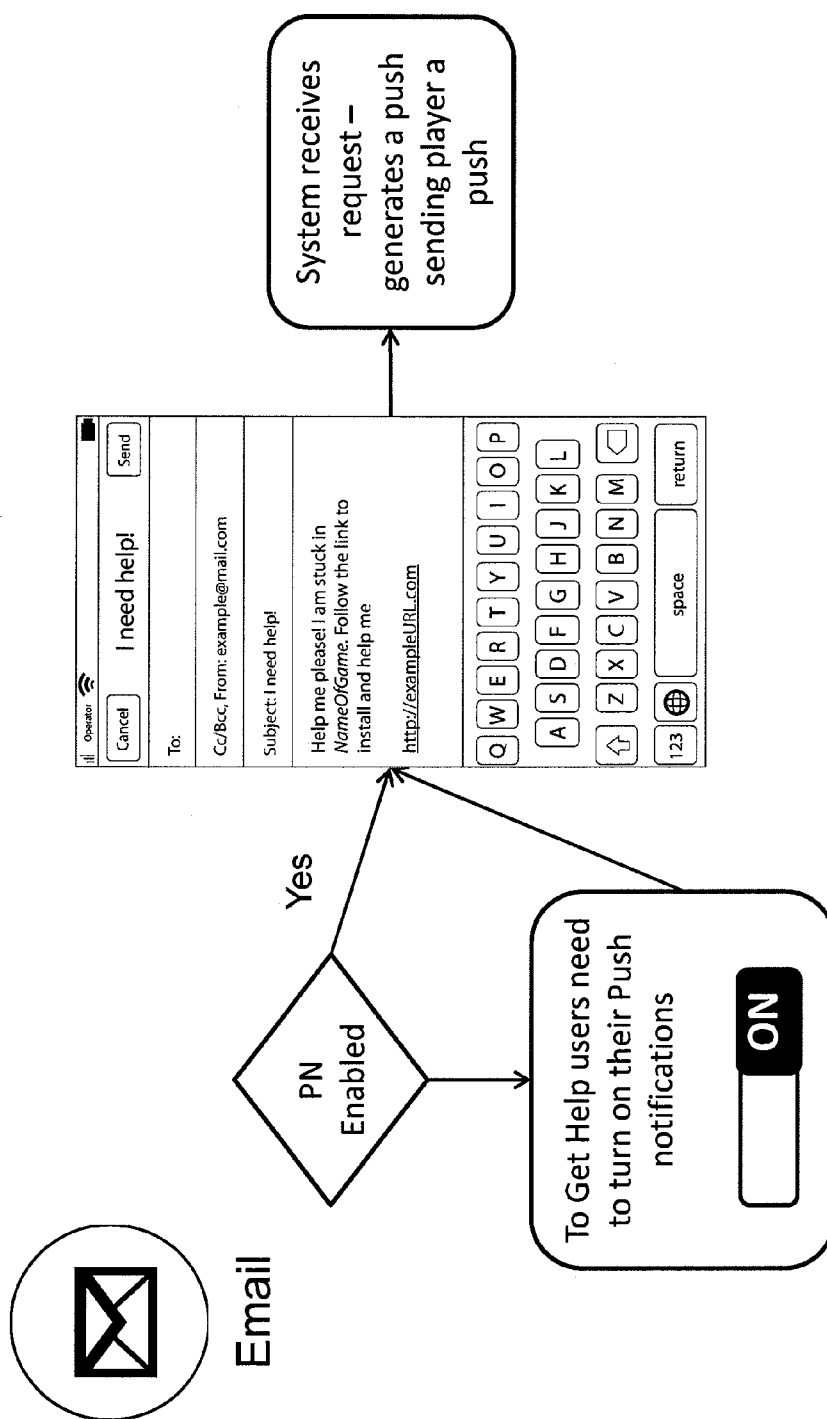 Email
PN
Enabled
Yes
To Get Help users need
to turn on their Push
notifications
ON
Operator
Cancel
I need help!
Send
To:
Cc/Bcc, From: example@mail.com
Subject: I need help!
Help me please! I am stuck in
NameOfGame. Follow the link to
install and help me
http://exampleURL.com
Q W E R T Y U I O P
A S D F G H J K L
Z X C V B N M
123
space
return
System receives
request –
generates a push
sending player a
push